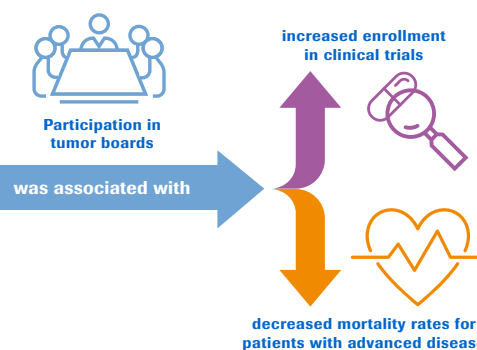 Participation in
tumor boards
was associated with
increased enrollment
in clinical trials
decreased mortality rates for
patients with advanced diseas